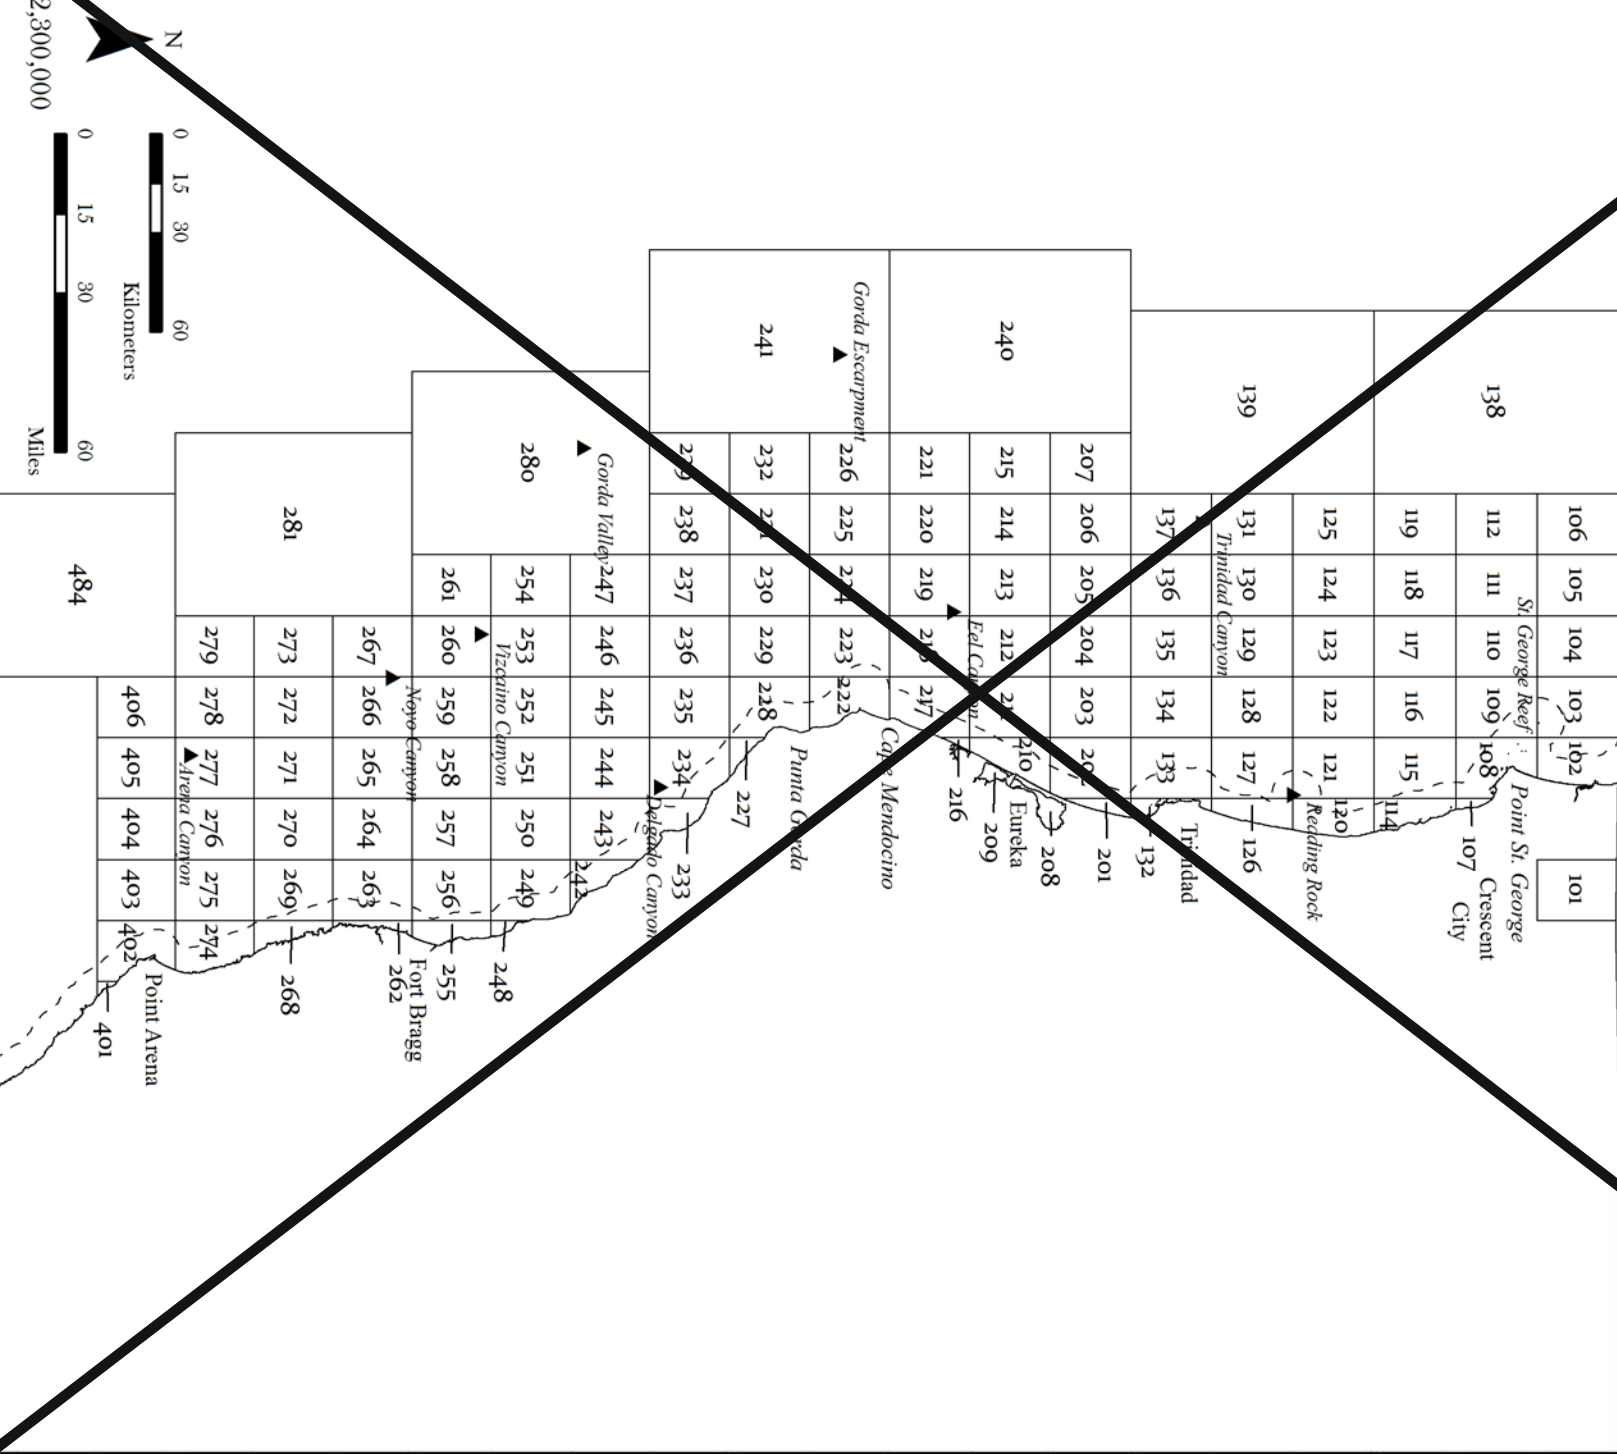 106 105 104 103 102 101
St. George Reef
Point St. George
138 112 111 110 109 108
Crescent
City
107
119 118 117 116 115 114
125 124 123 122 121 120
Redding Rock
139 131 130 129 128 127 126
Trinidad Canyon
Trinidad
137 136 135 134 133 132
207 206 205 204 203 202 201
208
240 215 214 213 212 210
Eureka
209
Eel Canyon
221 220 219 217 216
Cape Mendocino
Gorda Escarpment
226 225 224 223 222
Punta Gorda
241 232 230 229 228 227
239 238 237 236 235 234 233
Delgado Canyon
Gorda Valley
247 246 245 244 243 242
280 254 253 252 251 250 249 248
Vizcaino Canyon
261 260 259 258 257 256 255
Noyo Canyon
Fort Bragg
267 266 265 264 263 262
281 273 272 271 270 269 268
279 278 277 276 275 274
Arena Canyon
Point Arena
406 405 404 403 402 401
484
N
0 15 30 60
Kilometers
0 15 30 60
Miles
2,300,000